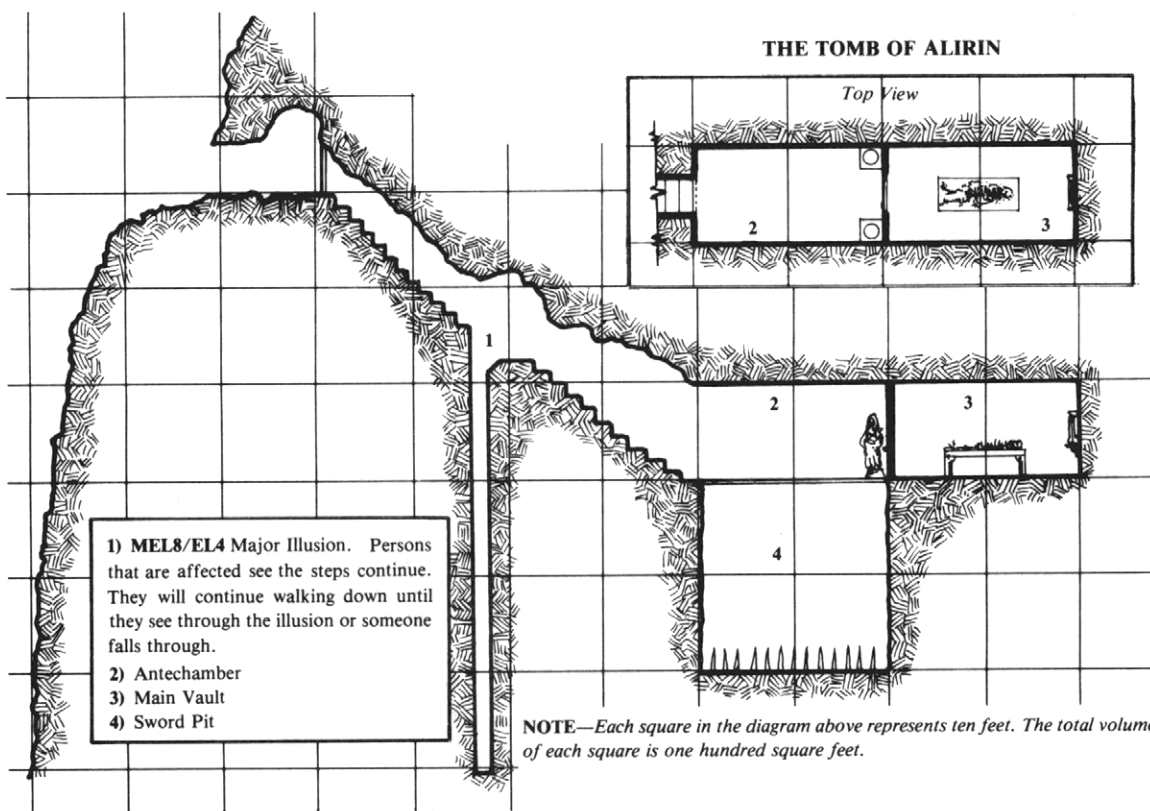 THE TOMB OF ALIRIN
Top View
2
3
1
2
3
4
1) MEL8/EL4 Major Illusion. Persons
that are affected see the steps continue.
They will continue walking down until
they see through the illusion or someone
falls through.
2) Antechamber
3) Main Vault
4) Sword Pit
NOTE—Each square in the diagram above represents ten feet. The total volume
of each square is one hundred square feet.